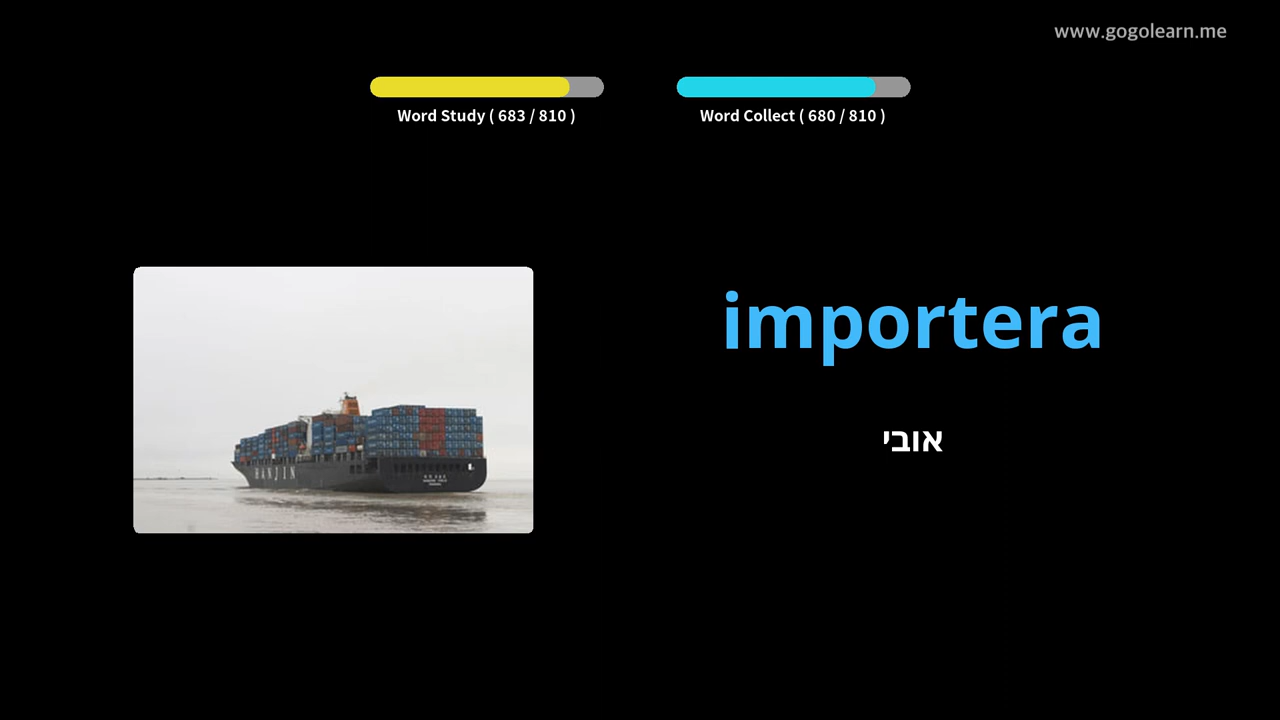 www.gogolearn.me
Word Study ( 683 / 810 )
Word Collect ( 680 / 810 )
importera
אובי
HANJIN